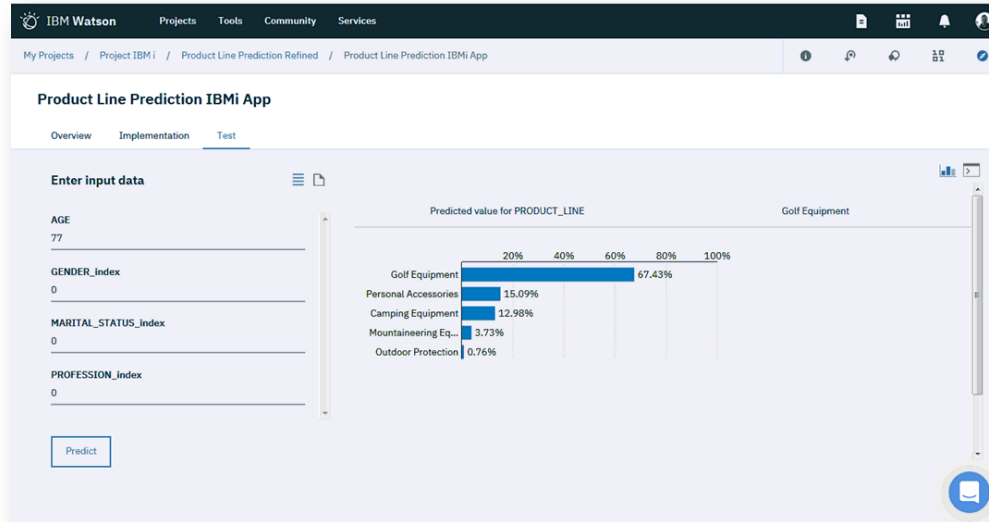 IBM Watson Projects Tools Community Services
My Projects / Project IBM i / Product Line Prediction Refined / Product Line Prediction IBMi App
Product Line Prediction IBMi App
Overview Implementation Test
Enter input data
AGE
77
GENDER_index
0
MARITAL_STATUS_index
0
PROFESSION_index
0
Predict
Predicted value for PRODUCT_LINE Golf Equipment
20% 40% 60% 80% 100%
Golf Equipment 67.43%
Personal Accessories 15.09%
Camping Equipment 12.98%
Mountaineering Eq... 3.73%
Outdoor Protection 0.76%